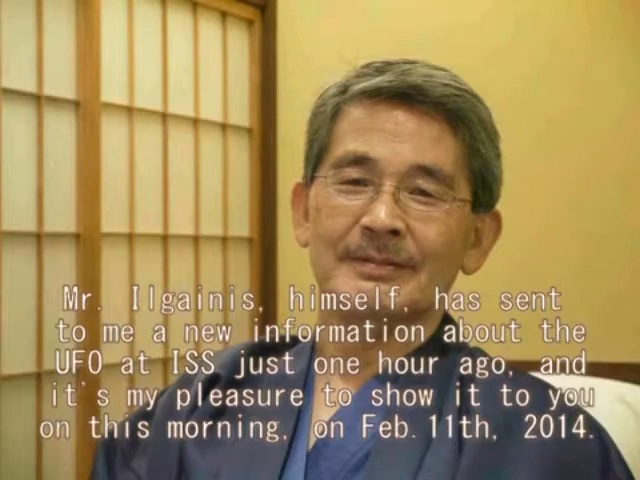 Mr. Ilgainis, himself, has sent
to me a new information about the
UFO at ISS just one hour ago, and
it's my pleasure to show it to you
on this morning, on Feb.11th, 2014.